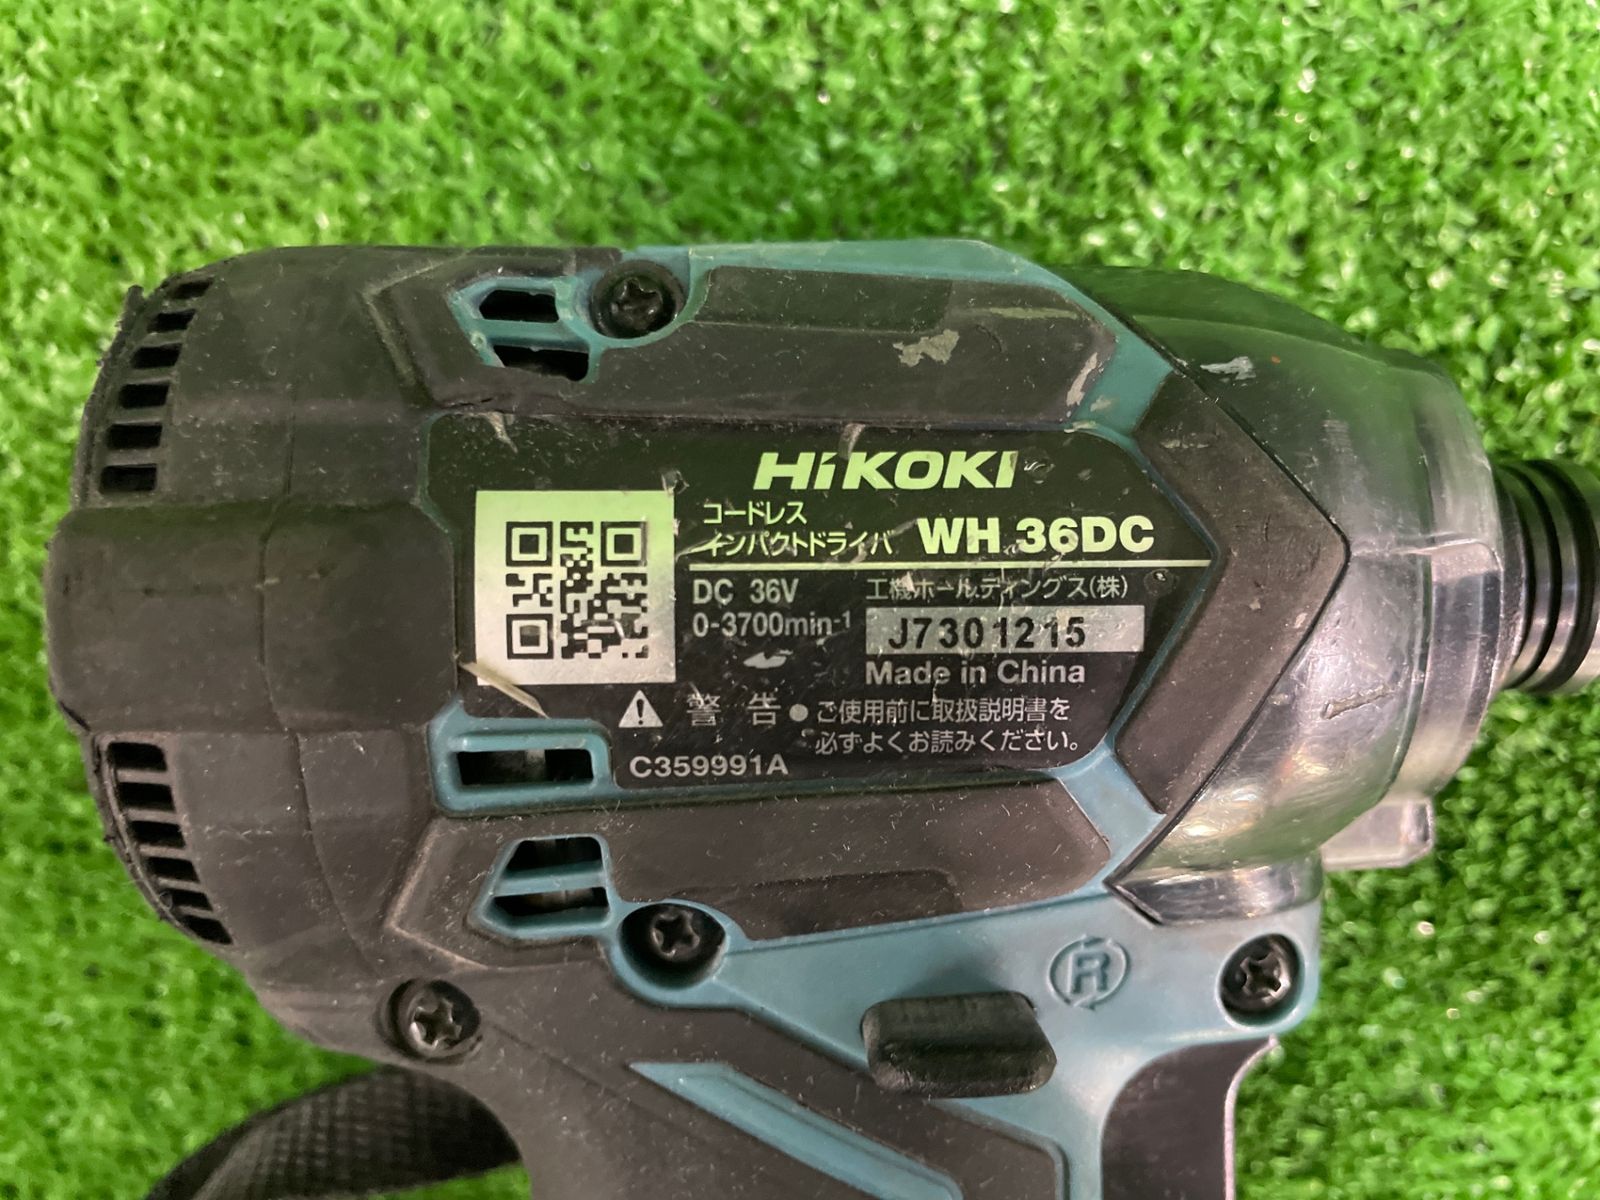 HiKOKI
コードレス
インパクトドライバ WH 36DC
DC 36V 工機ホールディングス(株)
0-3700min-1 J7301215
Made in China
警告 ●ご使用前に取扱説明書を
必ずよくお読みください。
C359991A
R